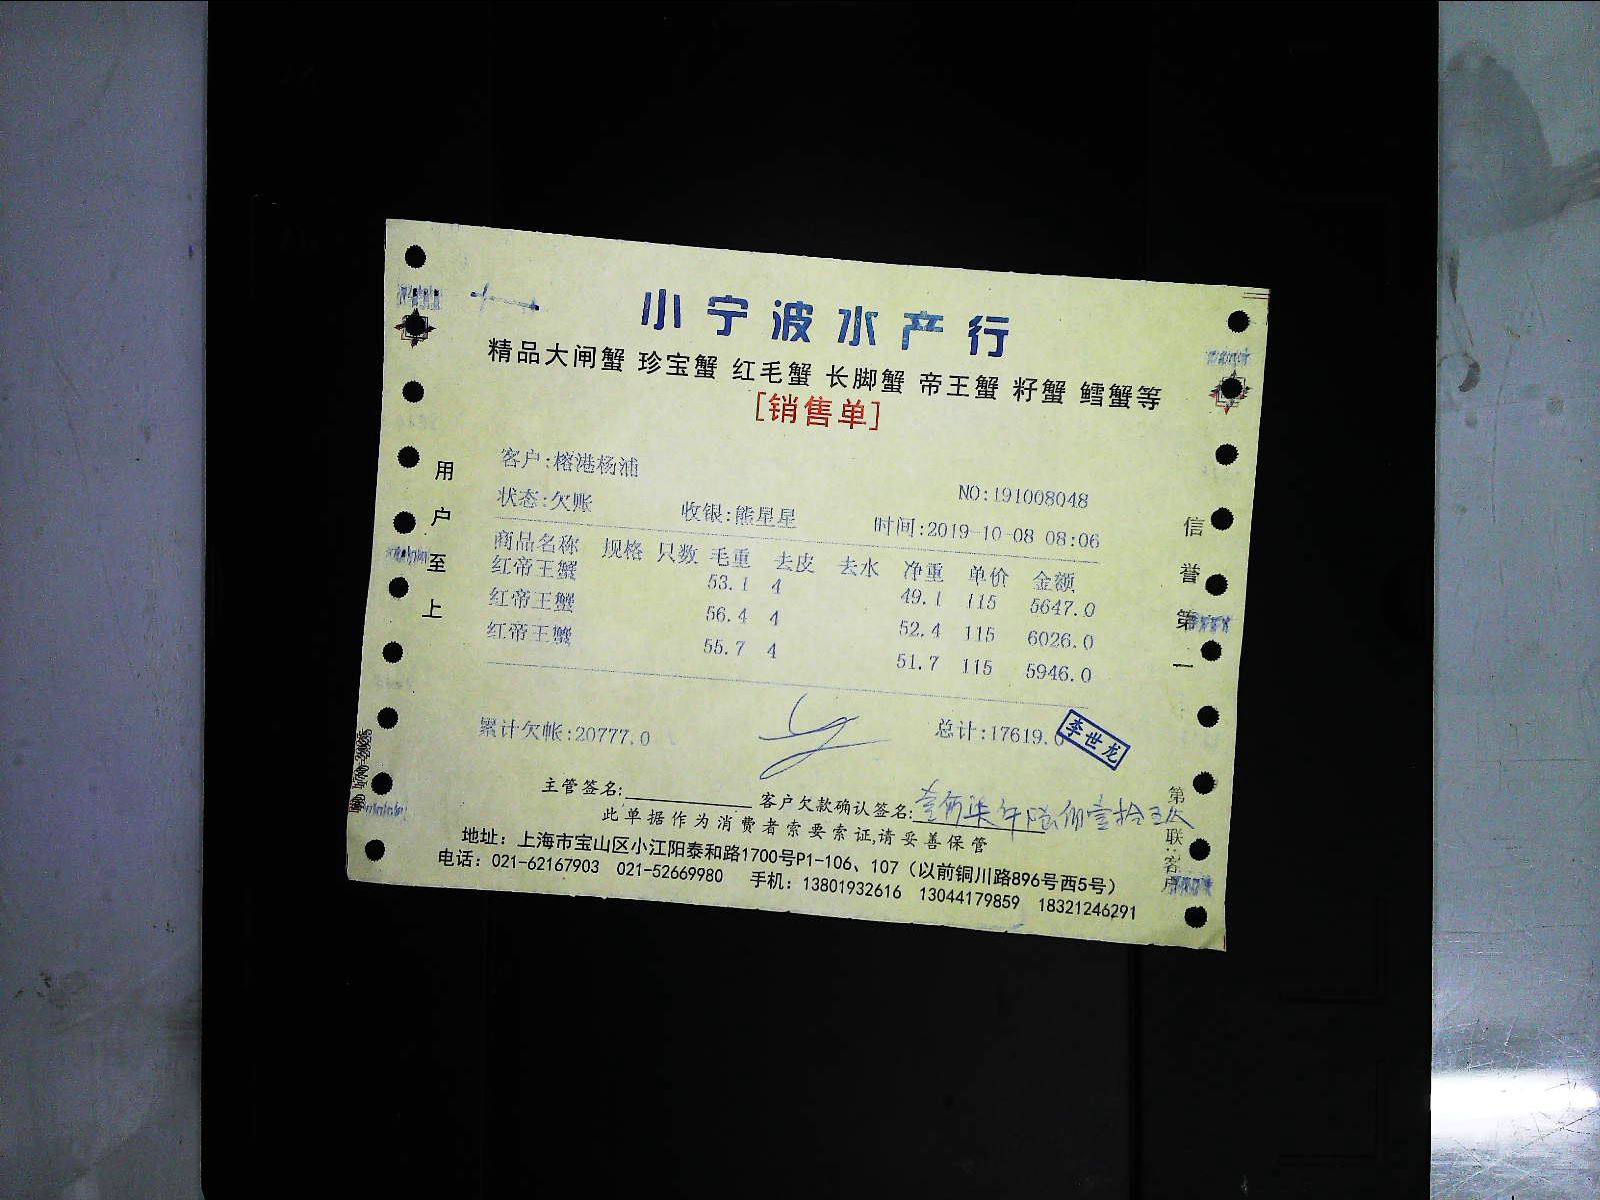 小宁波水产行
精品大闸蟹 珍宝蟹 红毛蟹 长脚蟹 帝王蟹 籽蟹 鳕蟹等
[销售单]
客户:榕港杨浦
NO:191008048
状态:欠账 收银:熊星星 时间:2019-10-08 08:06
商品名称 规格 只数 毛重 去皮 去水 净重 单价 金额
红帝王蟹 53.1 4 49.1 115 5647.0
红帝王蟹 56.4 4 52.4 115 6026.0
红帝王蟹 55.7 4 51.7 115 5946.0
累计欠帐:20777.0 总计:17619.0
李世龙
主管签名: 客户欠款确认签名:
此单据作为消费者索要索证,请妥善保管
地址：上海市宝山区小江阳泰和路1700号P1-106、107（以前铜川路896号西5号）
电话：021-62167903 021-52669980 手机：13801932616 13044179859 18321246291
用户至上
信誉第一
第 联:客户